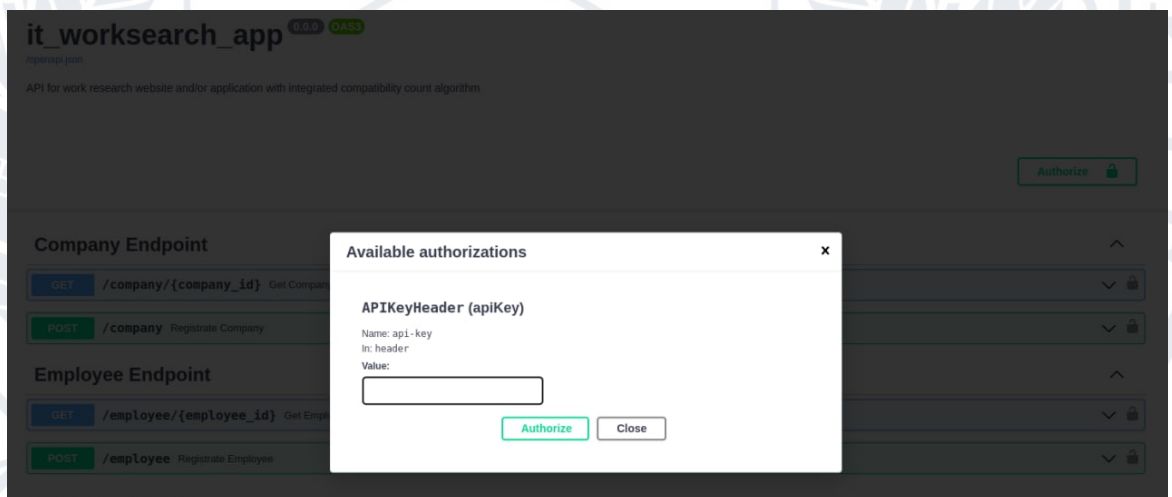 it_worksearch_app 0.0.0 OAS3
/openapi.json
API for work research website and/or application with integrated compatibility count algorithm
Authorize
Company Endpoint
GET /company/{company_id} Get Company
POST /company Registrate Company
Employee Endpoint
GET /employee/{employee_id} Get Empl
POST /employee Registrate Employee
Available authorizations x
APIKeyHeader (apiKey)
Name: api-key
In: header
Value:
Authorize Close